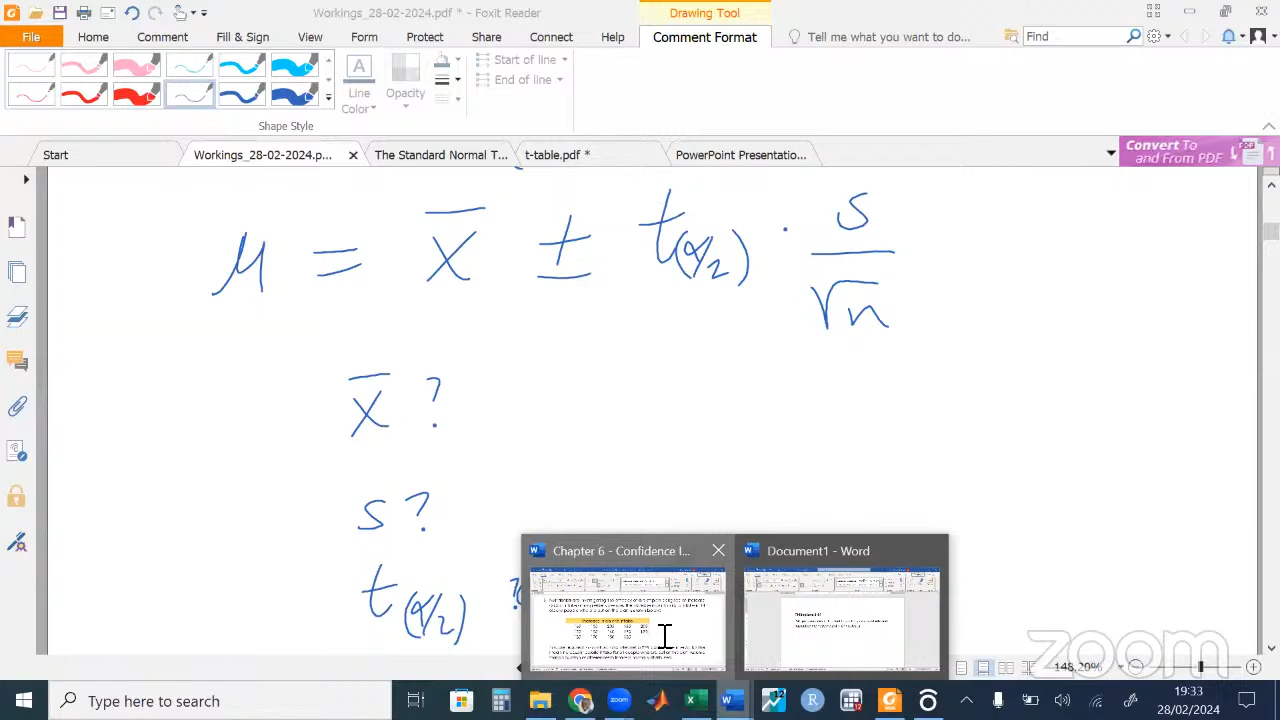 Workings_28-02-2024.pdf * - Foxit Reader
Drawing Tool
File Home Comment Fill & Sign View Form Protect Share Connect Help Comment Format Tell me what you want to do... Find
Line Color
Opacity
Start of line
End of line
Shape Style
Start Workings_28-02-2024.p... The Standard Normal T... t-table.pdf * PowerPoint Presentatio...
Convert To and From PDF
μ = x̄ ± t(α/2) · s/√n
x̄ ?
s ?
t(α/2) ?
Chapter 6 - Confidence I...
Document1 - Word
148.20%
zoom
Type here to search
zoom
19:33
28/02/2024